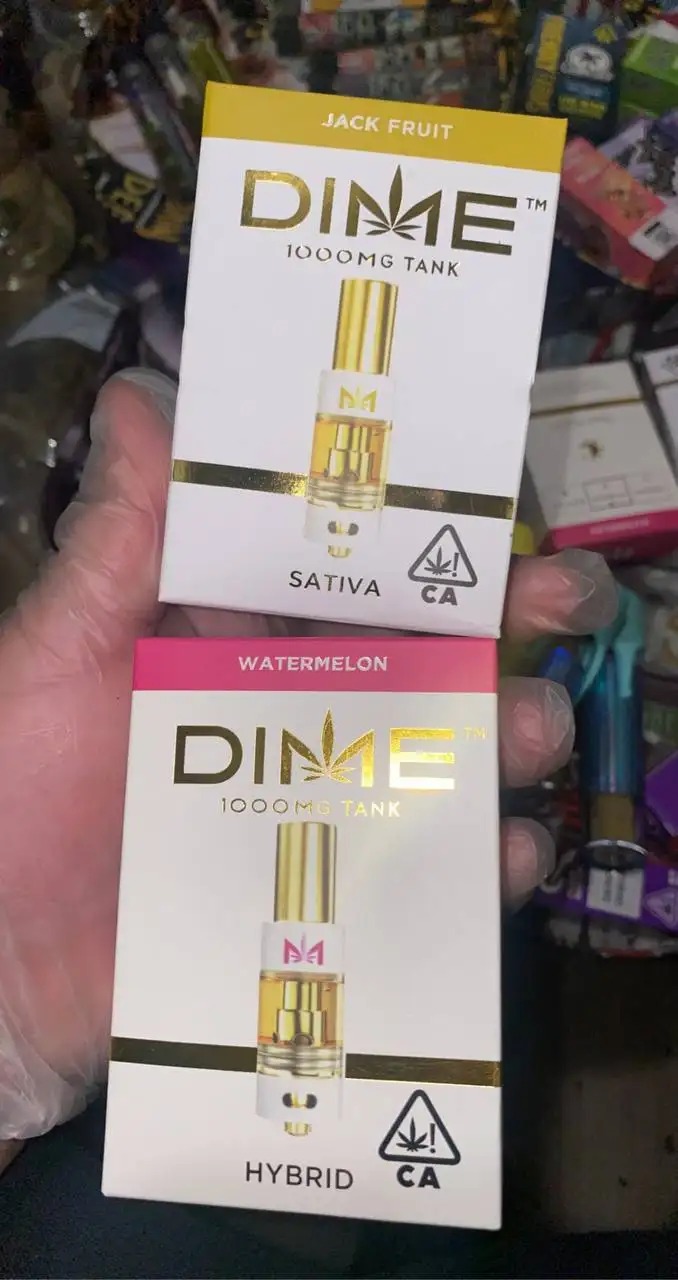 JACK FRUIT
DIME™
1000MG TANK
SATIVA
CA
WATERMELON
DIME™
1000MG TANK
HYBRID
CA